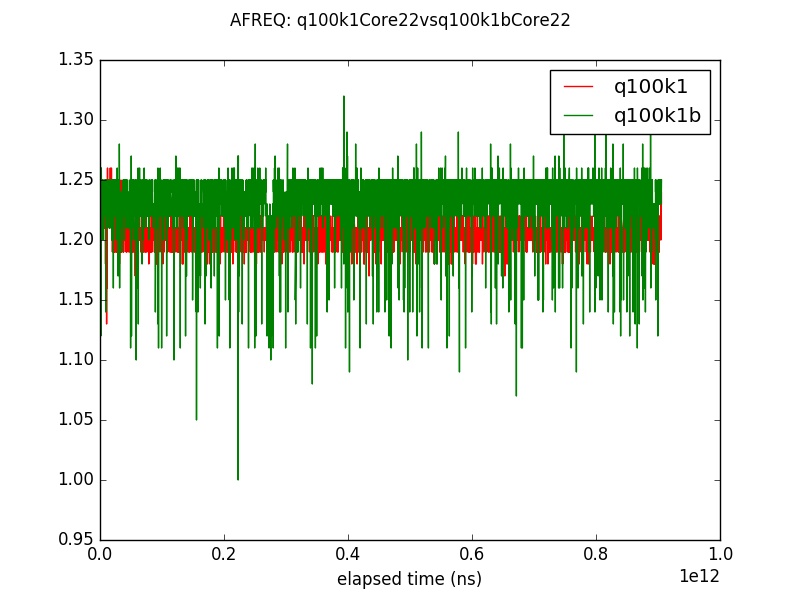 AFREQ: q100k1Core22vsq100k1bCore22
1.35
1.30
1.25
1.20
1.15
1.10
1.05
1.00
0.95
q100k1
q100k1b
0.0 0.2 0.4 0.6 0.8 1.0
1e12
elapsed time (ns)